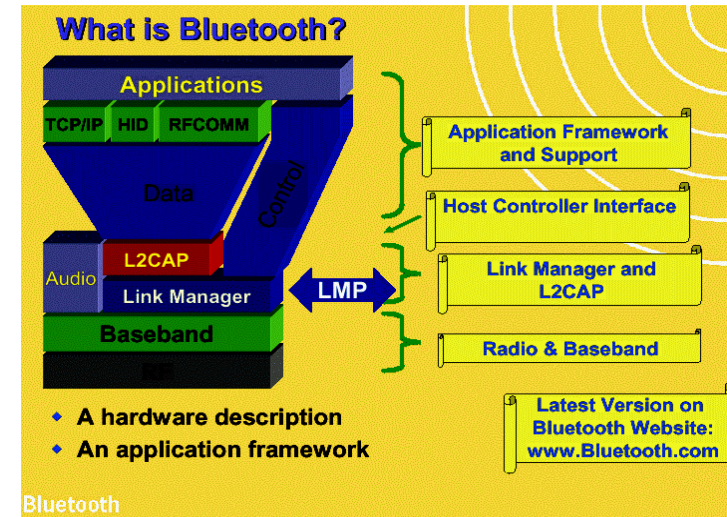 What is Bluetooth?
Applications
TCP/IP HID RFCOMM
Data
Control
Audio
L2CAP
Link Manager
LMP
Baseband
RF
Application Framework
and Support
Host Controller Interface
Link Manager and
L2CAP
Radio & Baseband
A hardware description
An application framework
Latest Version on
Bluetooth Website:
www.Bluetooth.com
Bluetooth